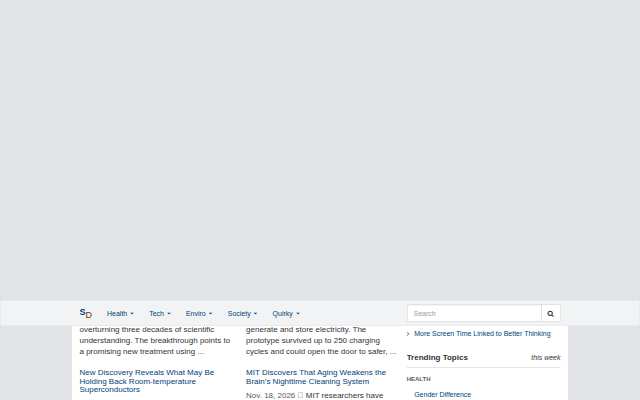 SD Health Tech Enviro Society Quirky Search
overturning three decades of scientific
understanding. The breakthrough points to
a promising new treatment using ...
New Discovery Reveals What May Be
Holding Back Room-temperature
Superconductors
generate and store electricity. The
prototype survived up to 250 charging
cycles and could open the door to safer, ...
MIT Discovers That Aging Weakens the
Brain's Nighttime Cleaning System
Nov. 18, 2026 MIT researchers have
More Screen Time Linked to Better Thinking
Trending Topics this week
HEALTH
Gender Difference